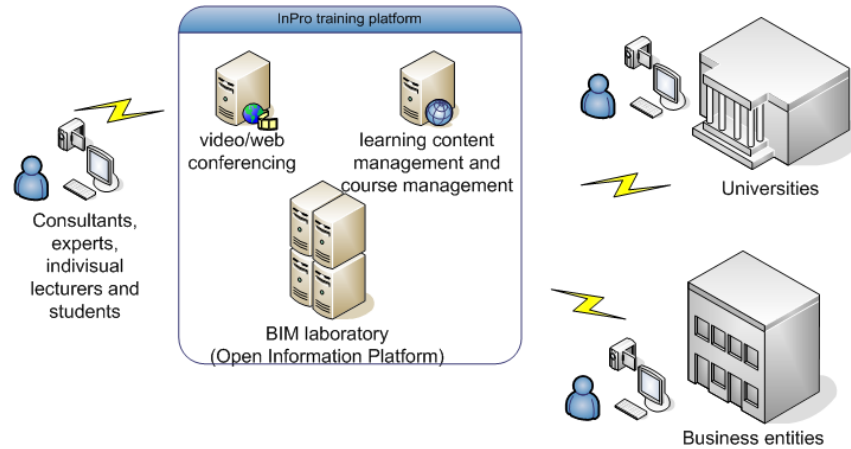 InPro training platform
video/web
conferencing
learning content
management and
course management
BIM laboratory
(Open Information Platform)
Consultants,
experts,
indivisual
lecturers and
students
Universities
Business entities